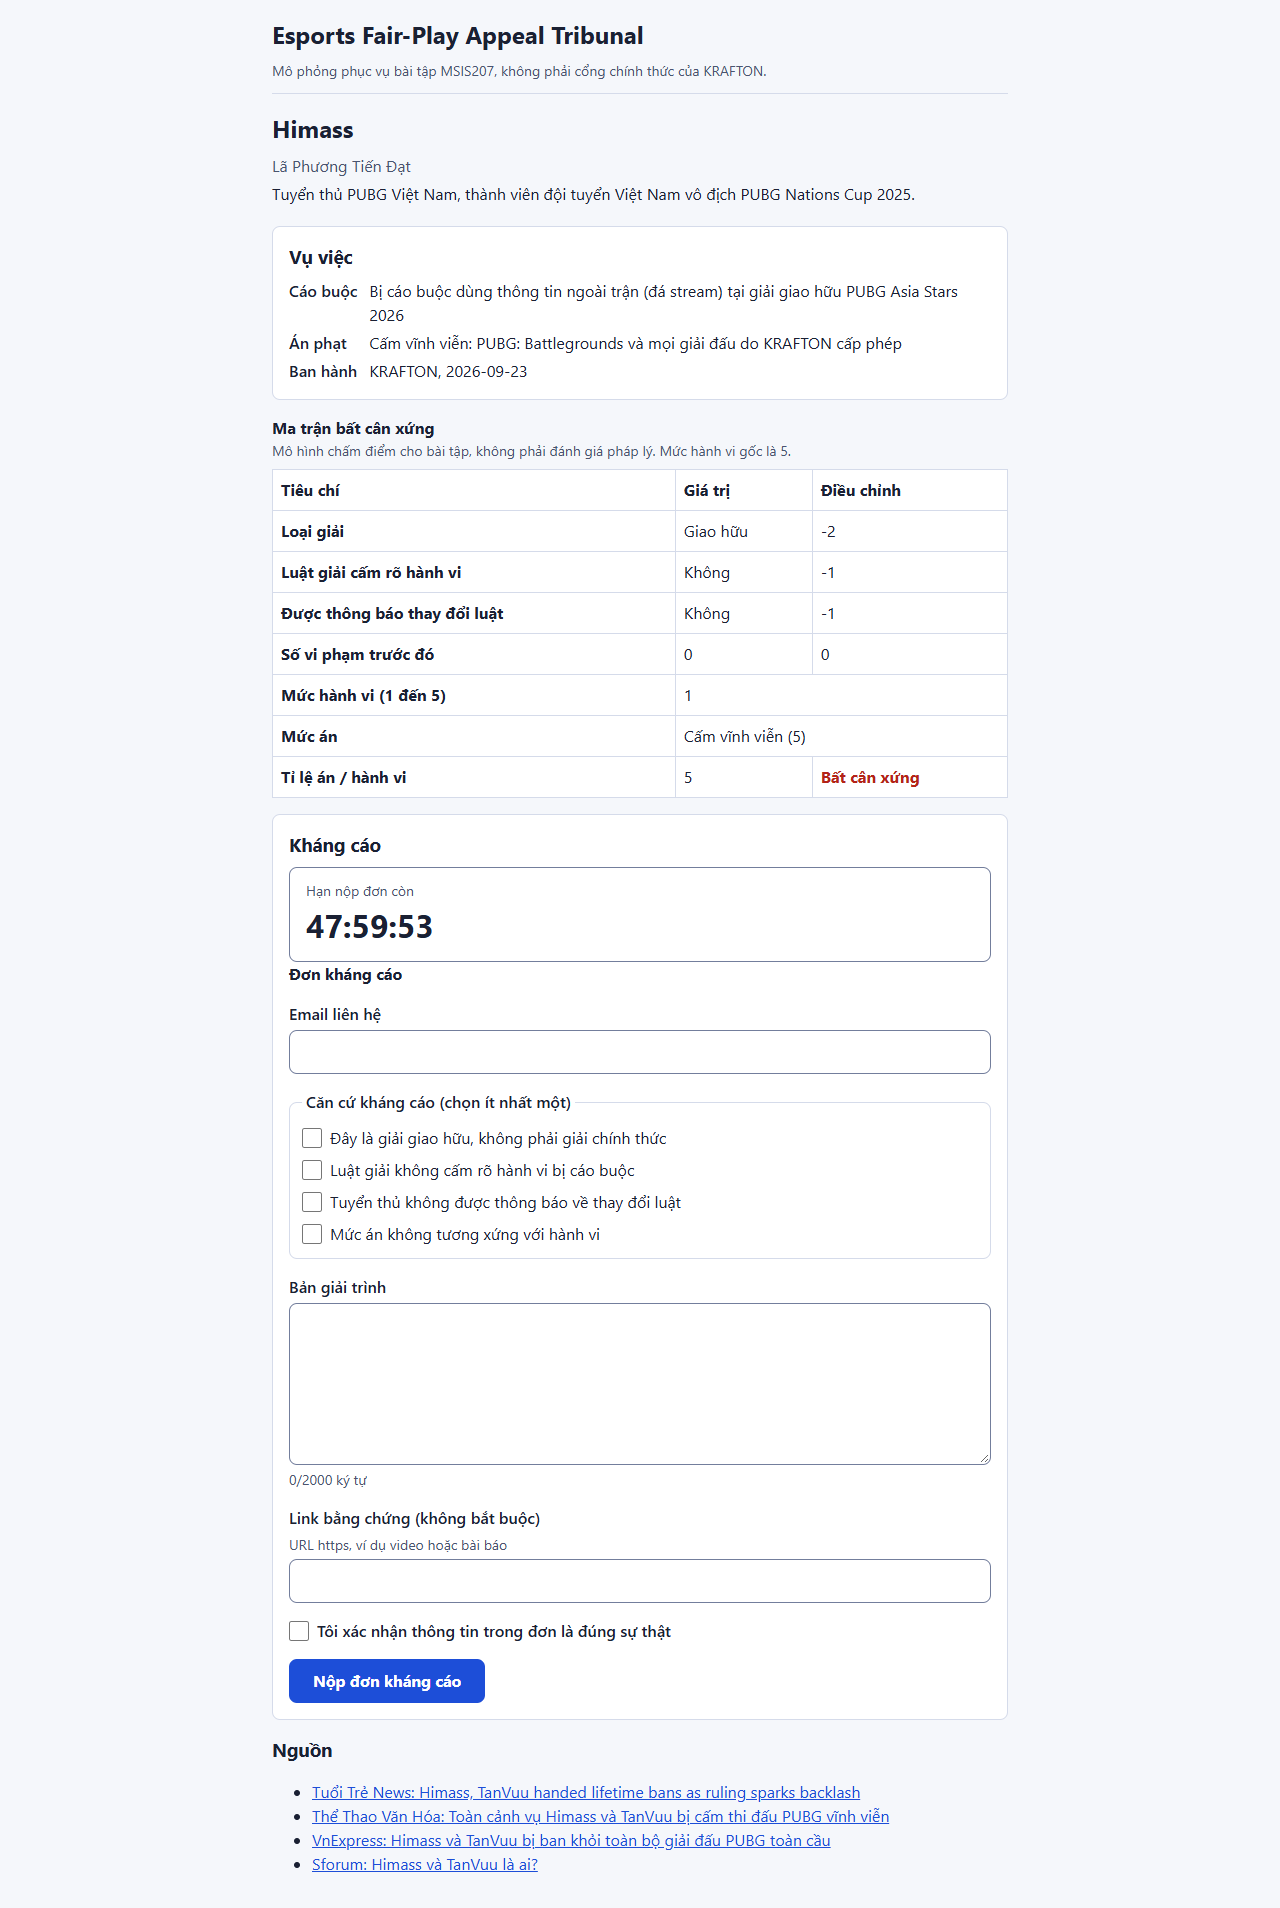 Esports Fair-Play Appeal Tribunal
Mô phỏng phục vụ bài tập MSIS207, không phải cổng chính thức của KRAFTON.
Himass
Lã Phương Tiến Đạt
Tuyển thủ PUBG Việt Nam, thành viên đội tuyển Việt Nam vô địch PUBG Nations Cup 2025.
Vụ việc
Cáo buộc Bị cáo buộc dùng thông tin ngoài trận (đá stream) tại giải giao hữu PUBG Asia Stars
2026
Án phạt Cấm vĩnh viễn: PUBG: Battlegrounds và mọi giải đấu do KRAFTON cấp phép
Ban hành KRAFTON, 2026-09-23
Ma trận bất cân xứng
Mô hình chấm điểm cho bài tập, không phải đánh giá pháp lý. Mức hành vi gốc là 5.
Tiêu chí Giá trị Điều chỉnh
Loại giải Giao hữu -2
Luật giải cấm rõ hành vi Không -1
Được thông báo thay đổi luật Không -1
Số vi phạm trước đó 0 0
Mức hành vi (1 đến 5) 1
Mức án Cấm vĩnh viễn (5)
Tỉ lệ án / hành vi 5 Bất cân xứng
Kháng cáo
Hạn nộp đơn còn
47:59:53
Đơn kháng cáo
Email liên hệ
Căn cứ kháng cáo (chọn ít nhất một)
Đây là giải giao hữu, không phải giải chính thức
Luật giải không cấm rõ hành vi bị cáo buộc
Tuyển thủ không được thông báo về thay đổi luật
Mức án không tương xứng với hành vi
Bản giải trình
0/2000 ký tự
Link bằng chứng (không bắt buộc)
URL https, ví dụ video hoặc bài báo
Tôi xác nhận thông tin trong đơn là đúng sự thật
Nộp đơn kháng cáo
Nguồn
Tuổi Trẻ News: Himass, TanVuu handed lifetime bans as ruling sparks backlash
Thể Thao Văn Hóa: Toàn cảnh vụ Himass và TanVuu bị cấm thi đấu PUBG vĩnh viễn
VnExpress: Himass và TanVuu bị ban khỏi toàn bộ giải đấu PUBG toàn cầu
Sforum: Himass và TanVuu là ai?